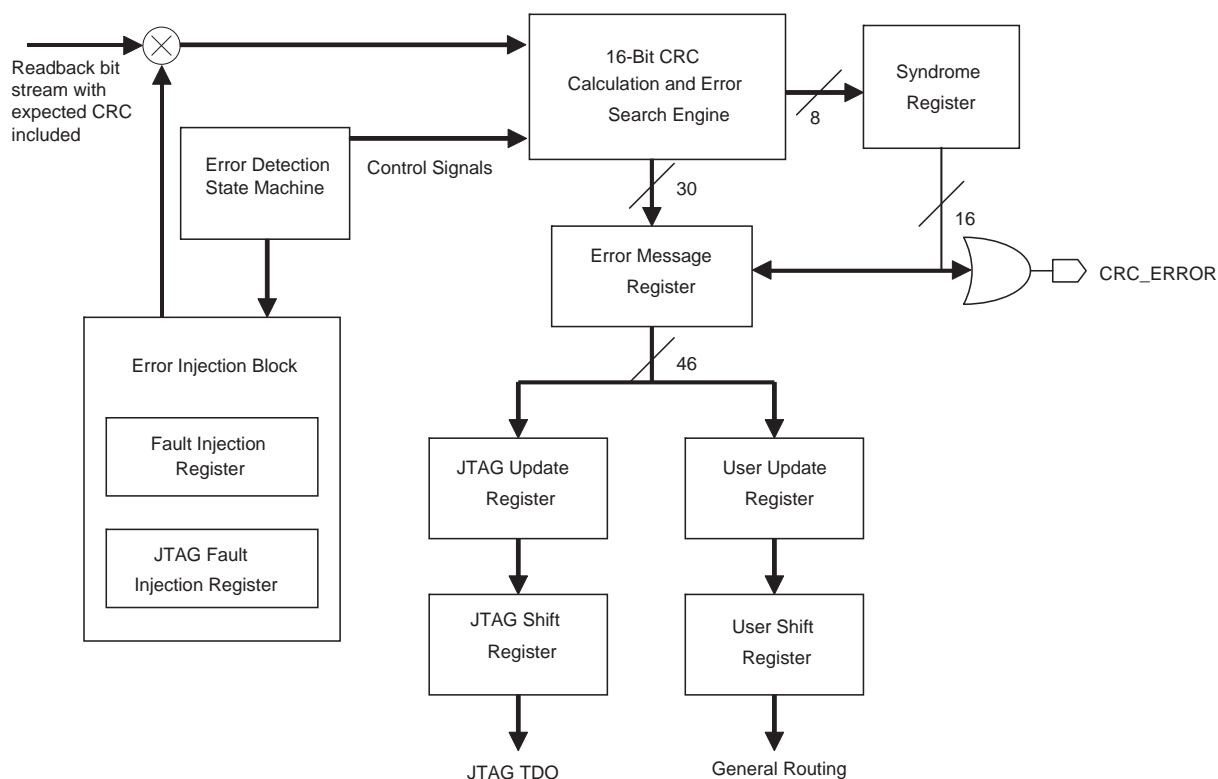 Readback bit
stream with
expected CRC
included
16-Bit CRC
Calculation and Error
Search Engine
8
Syndrome
Register
Error Detection
State Machine
Control Signals
30
16
Error Message
Register
CRC_ERROR
46
Error Injection Block
Fault Injection
Register
JTAG Fault
Injection Register
JTAG Update
Register
User Update
Register
JTAG Shift
Register
User Shift
Register
JTAG TDO
General Routing